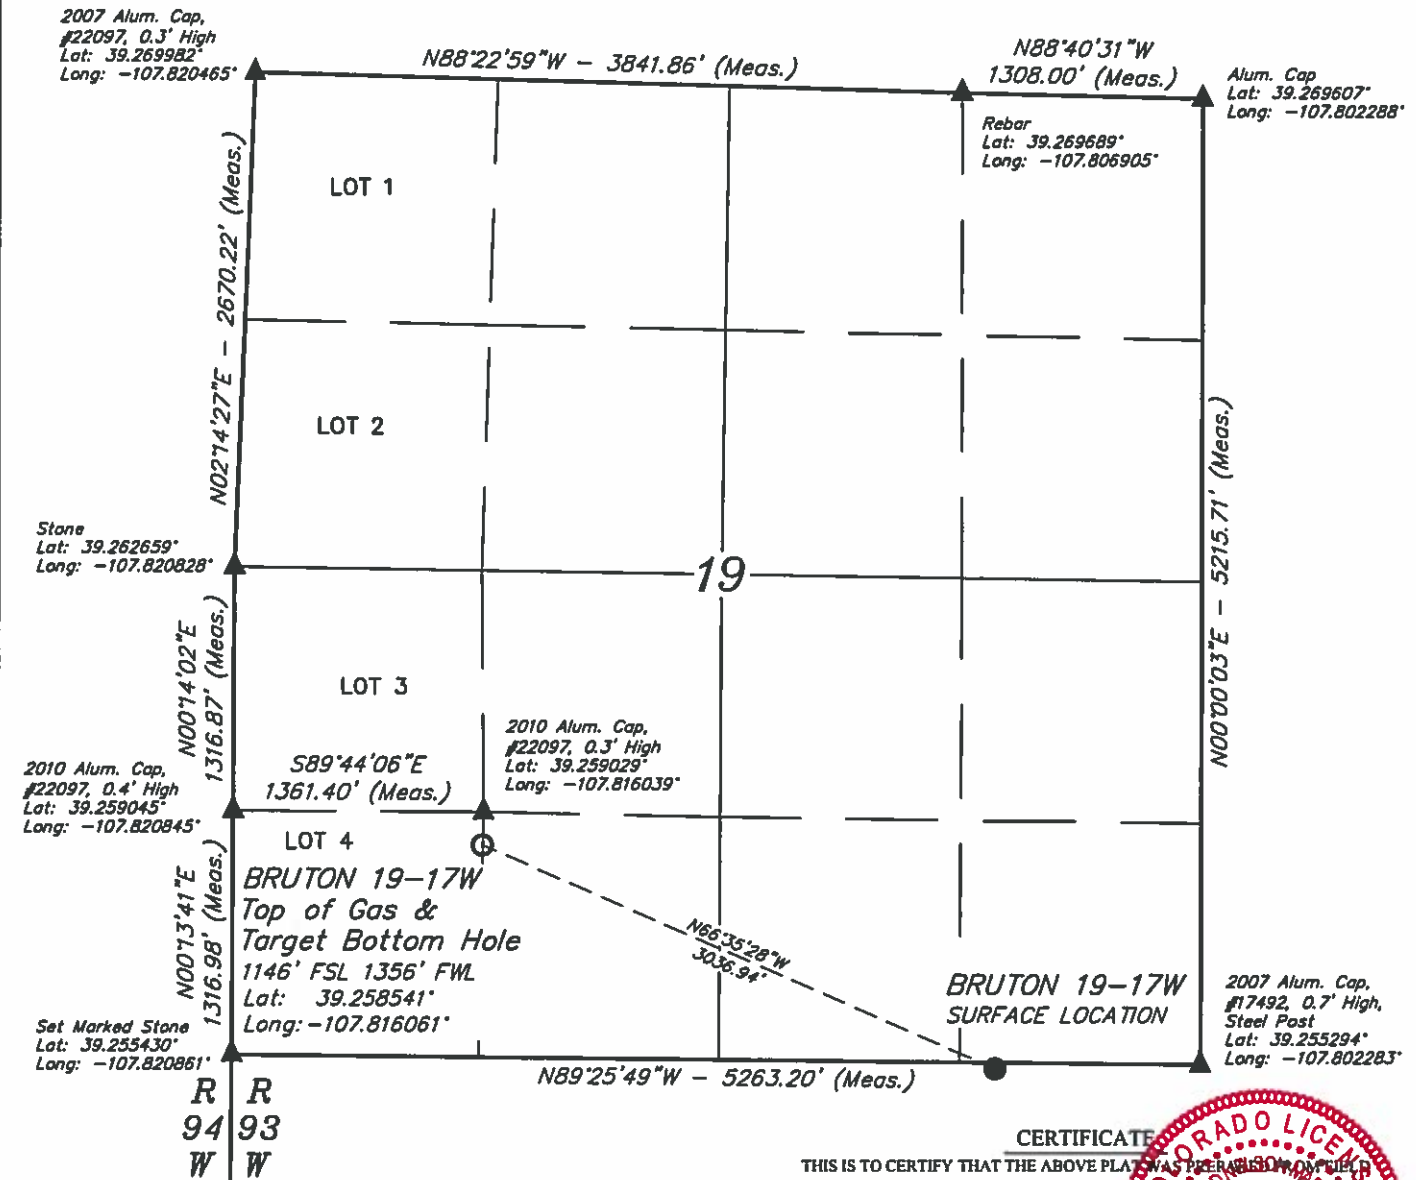 2007 Alum. Cap,
#22097, 0.3' High
Lat: 39.269982°
Long: -107.820465°
N88°22'59"W - 3841.86' (Meas.)
N88°40'31"W
1308.00' (Meas.)
Alum. Cap
Lat: 39.269607°
Long: -107.802288°
Rebar
Lat: 39.269689°
Long: -107.806905°
LOT 1
N02°14'27"E - 2670.22' (Meas.)
LOT 2
Stone
Lat: 39.262659°
Long: -107.820828°
19
N00°00'03"E - 5215.71' (Meas.)
N00°14'02"E
1316.87' (Meas.)
LOT 3
2010 Alum. Cap,
#22097, 0.3' High
Lat: 39.259029°
Long: -107.816039°
S89°44'06"E
1361.40' (Meas.)
2010 Alum. Cap,
#22097, 0.4' High
Lat: 39.259045°
Long: -107.820845°
LOT 4
N00°13'41"E
1316.98' (Meas.)
BRUTON 19-17W
Top of Gas &
Target Bottom Hole
1146' FSL 1356' FWL
Lat: 39.258541°
Long: -107.816061°
N66°35'28"W
3036.94'
BRUTON 19-17W
SURFACE LOCATION
2007 Alum. Cap,
#17492, 0.7' High,
Steel Post
Lat: 39.255294°
Long: -107.802283°
Set Marked Stone
Lat: 39.255430°
Long: -107.820861°
N89°25'49"W - 5263.20' (Meas.)
R R
94 93
W W
CERTIFICATE
THIS IS TO CERTIFY THAT THE ABOVE PLAT WAS PREPARED FROM FIELD